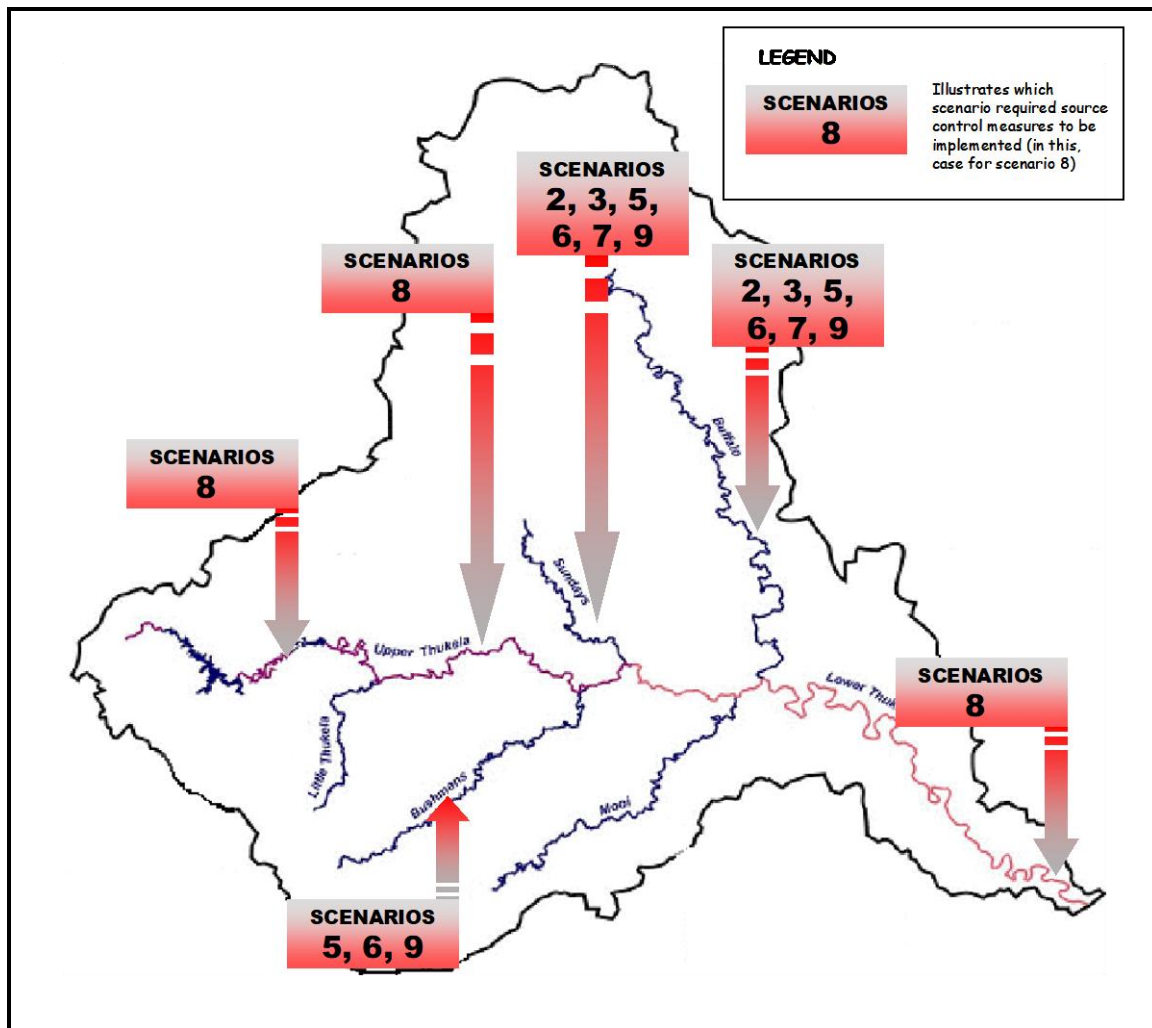 LEGEND
SCENARIOS
8
Illustrates which
scenario required source
control measures to be
implemented (in this,
case for scenario 8)
SCENARIOS
2, 3, 5,
6, 7, 9
SCENARIOS
8
SCENARIOS
2, 3, 5,
6, 7, 9
Buffalo
SCENARIOS
8
Sundays
Upper Thukela
Lower
SCENARIOS
8
Little Thukela
Bushmans
Mooi
SCENARIOS
5, 6, 9